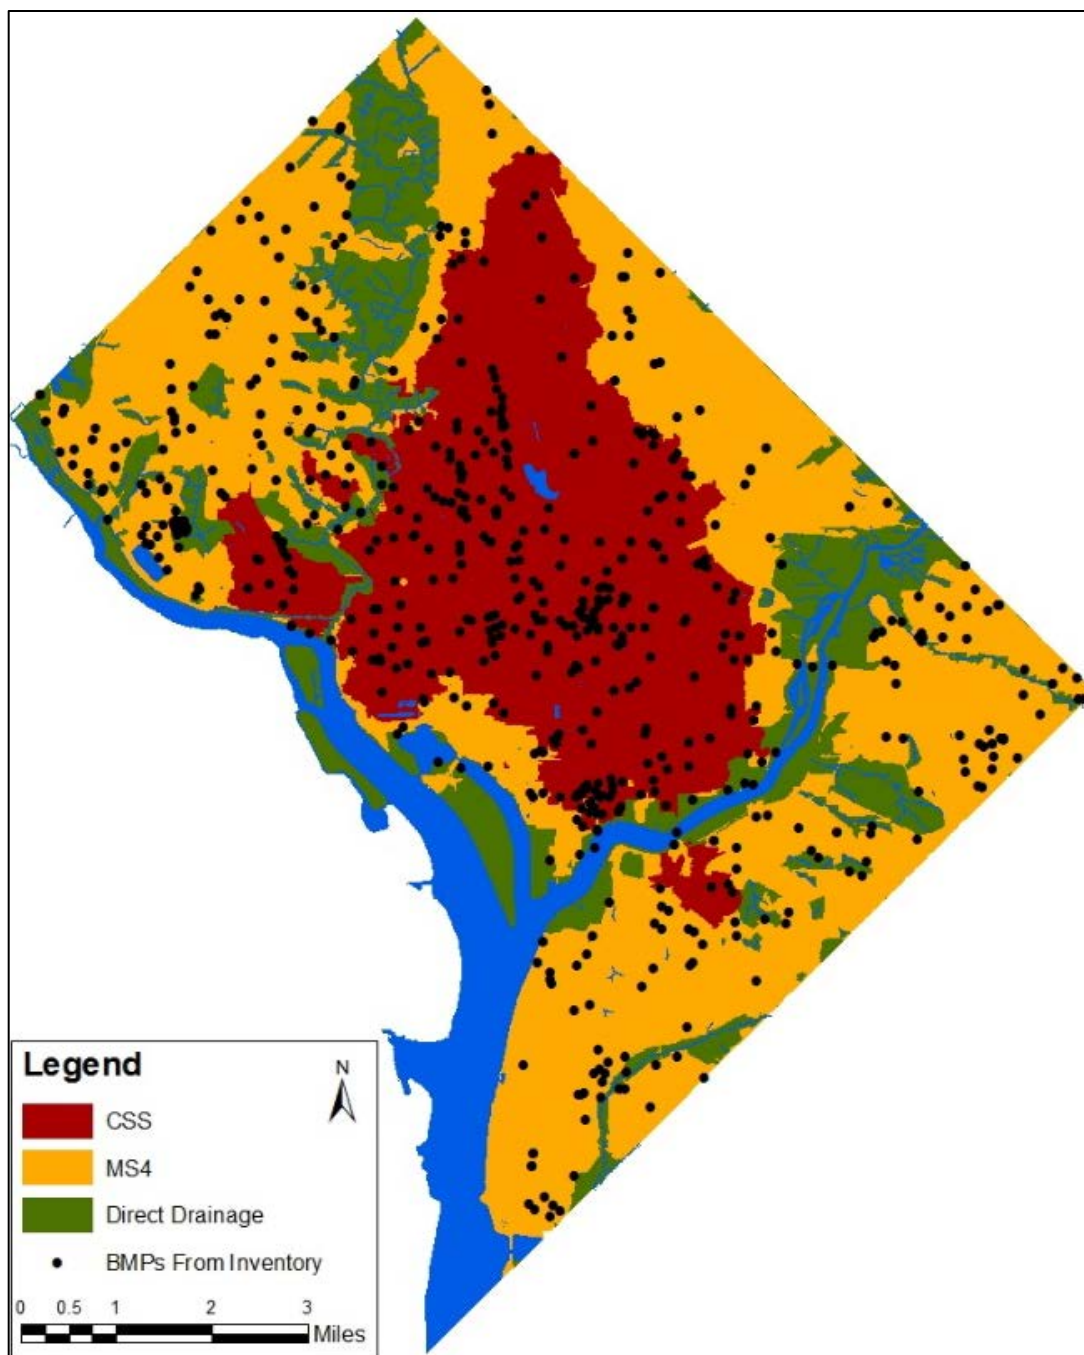 Legend
N
CSS
MS4
Direct Drainage
BMPs From Inventory
0 0.5 1 2 3
Miles